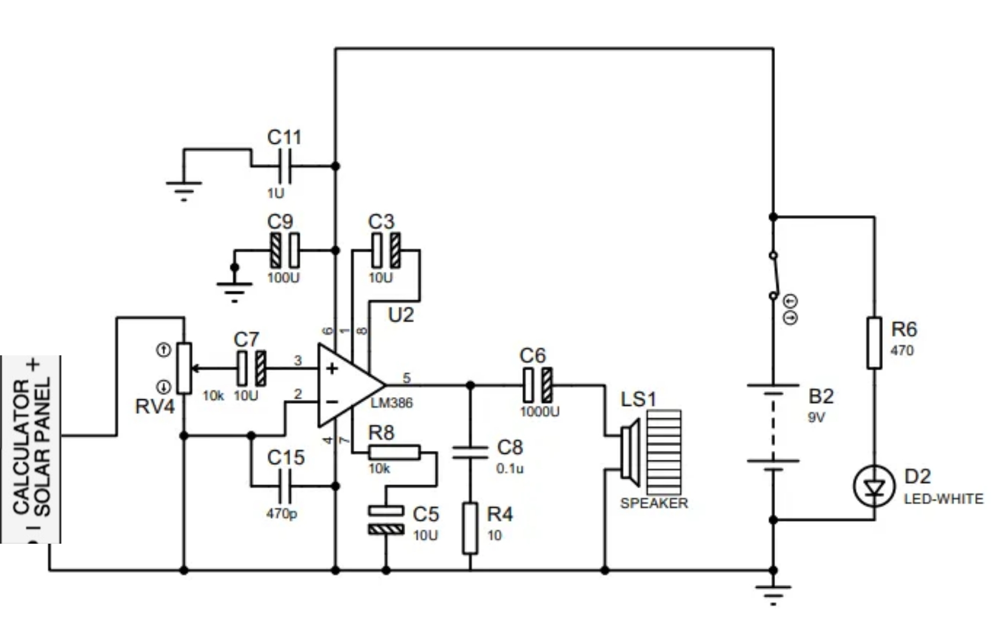 C11
1U
C9
100U
C3
10U
U2
6
1
8
C7
10U
3
2
+
−
5
LM386
RV4
10k
CALCULATOR
SOLAR PANEL +
4
7
R8
10k
C15
470p
C5
10U
C6
1000U
C8
0.1u
R4
10
LS1
SPEAKER
B2
9V
R6
470
D2
LED-WHITE